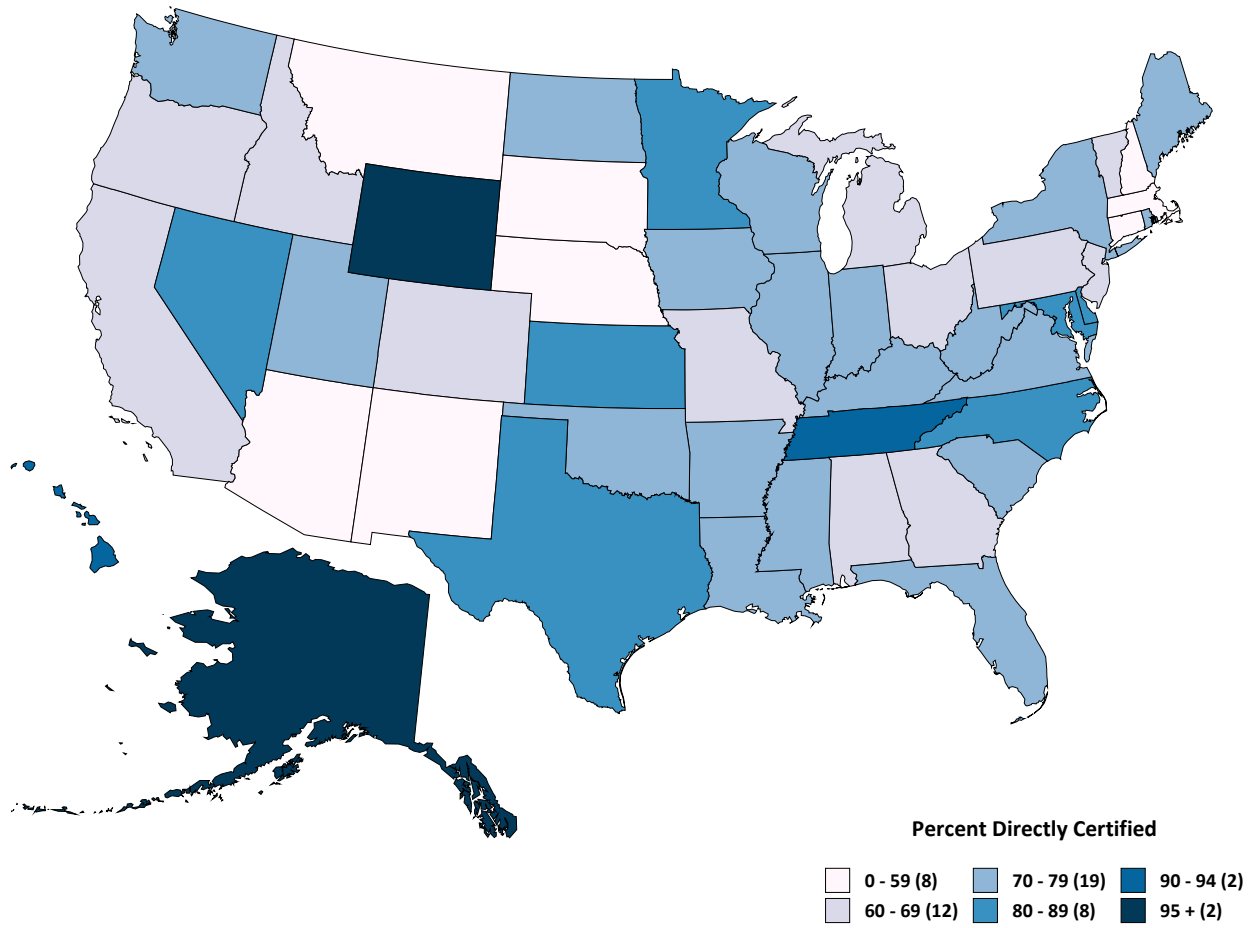 Percent Directly Certified
0 - 59 (8) 70 - 79 (19) 90 - 94 (2)
60 - 69 (12) 80 - 89 (8) 95 + (2)